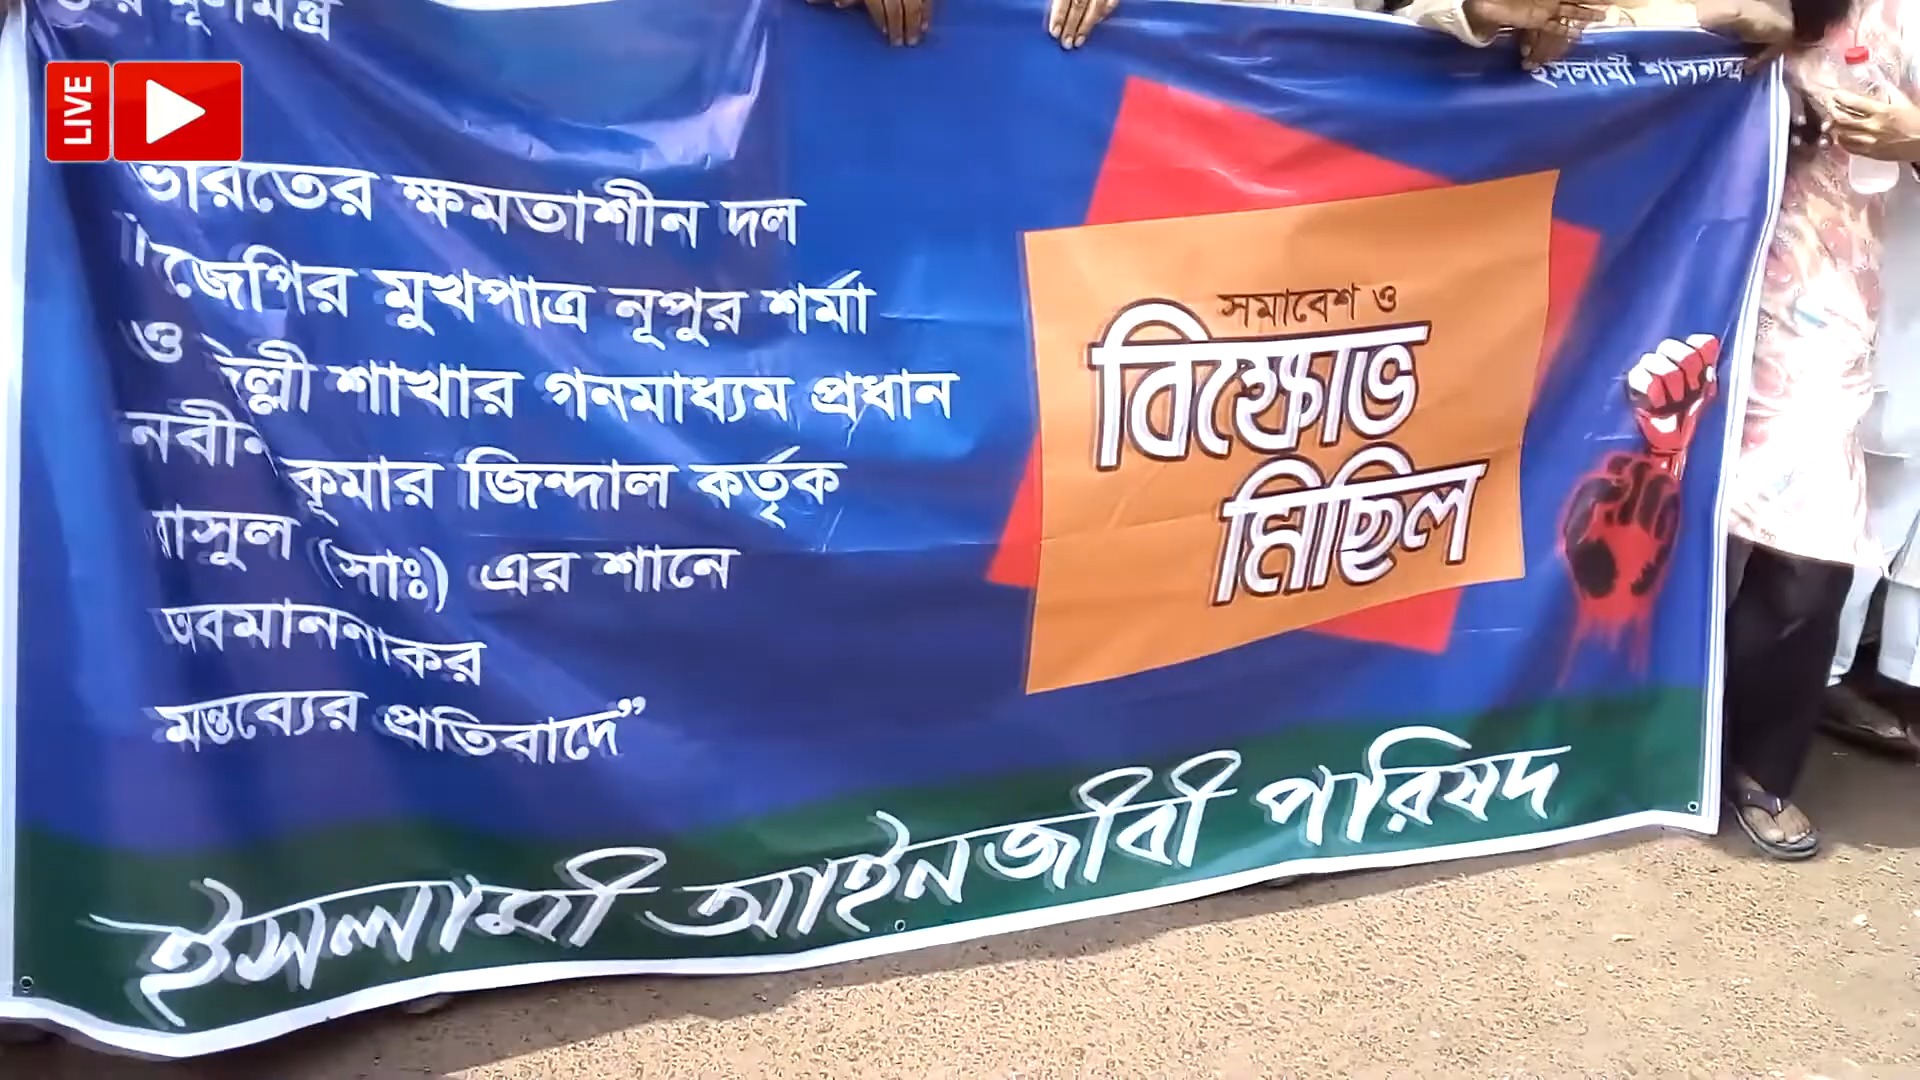 LIVE
মূলমন্ত্র
ইসলামী শাসনতন্ত্র
ভারতের ক্ষমতাশীন দল
জেপির মুখপাত্র নূপুর শর্মা
ও দিল্লী শাখার গনমাধ্যম প্রধান
নবীন কূমার জিন্দাল কর্তৃক
রাসুল (সাঃ) এর শানে
অবমাননাকর
মন্তব্যের প্রতিবাদে”
সমাবেশ ও
বিক্ষোভ
মিছিল
ইসলামী আইনজীবী পরিষদ